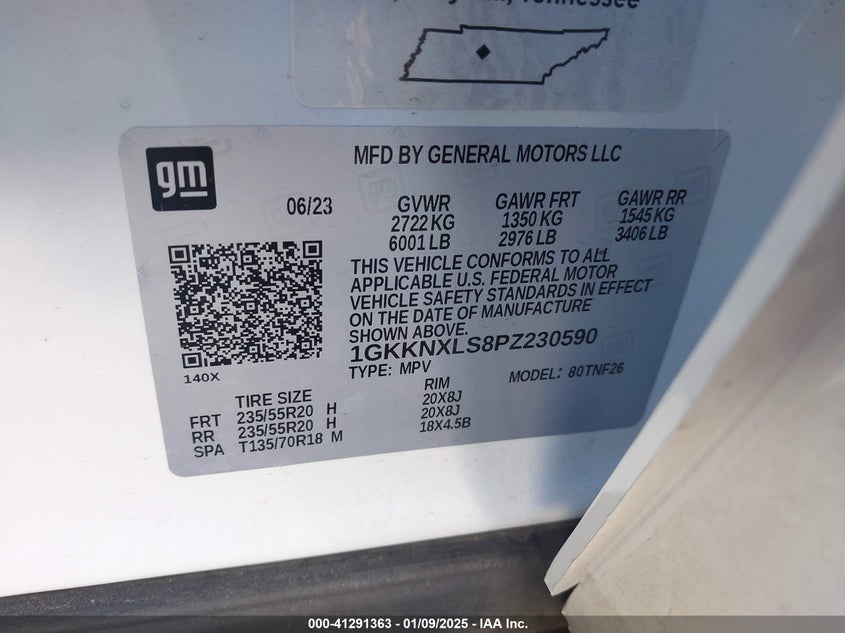 Tennessee
gm
MFD BY GENERAL MOTORS LLC
06/23
GVWR GAWR FRT GAWR RR
2722 KG 1350 KG 1545 KG
6001 LB 2976 LB 3406 LB
THIS VEHICLE CONFORMS TO ALL
APPLICABLE U.S. FEDERAL MOTOR
VEHICLE SAFETY STANDARDS IN EFFECT
ON THE DATE OF MANUFACTURE
SHOWN ABOVE.
1GKKNXLS8PZ230590
TYPE: MPV MODEL: 80TNF26
140X
TIRE SIZE RIM
FRT 235/55R20 H 20X8J
RR 235/55R20 H 20X8J
SPA T135/70R18 M 18X4.5B
000-41291363 - 01/09/2025 - IAA Inc.